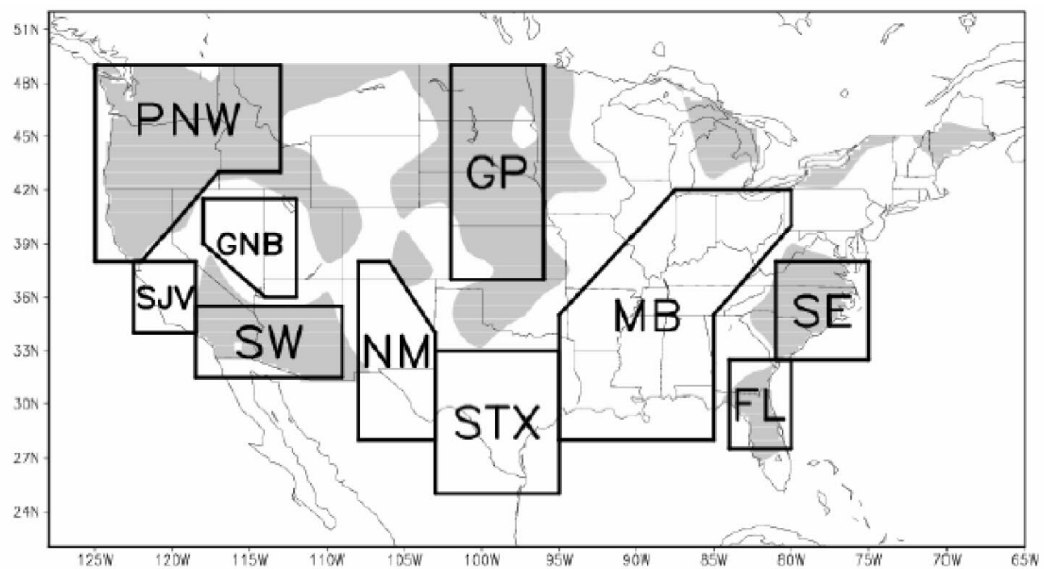 51N
48N
45N
42N
39N
36N
33N
30N
27N
24N
PNW
GP
GNB
SJV
SW
NM
STX
MB
SE
FL
125W 120W 115W 110W 105W 100W 95W 90W 85W 80W 75W 70W 65W